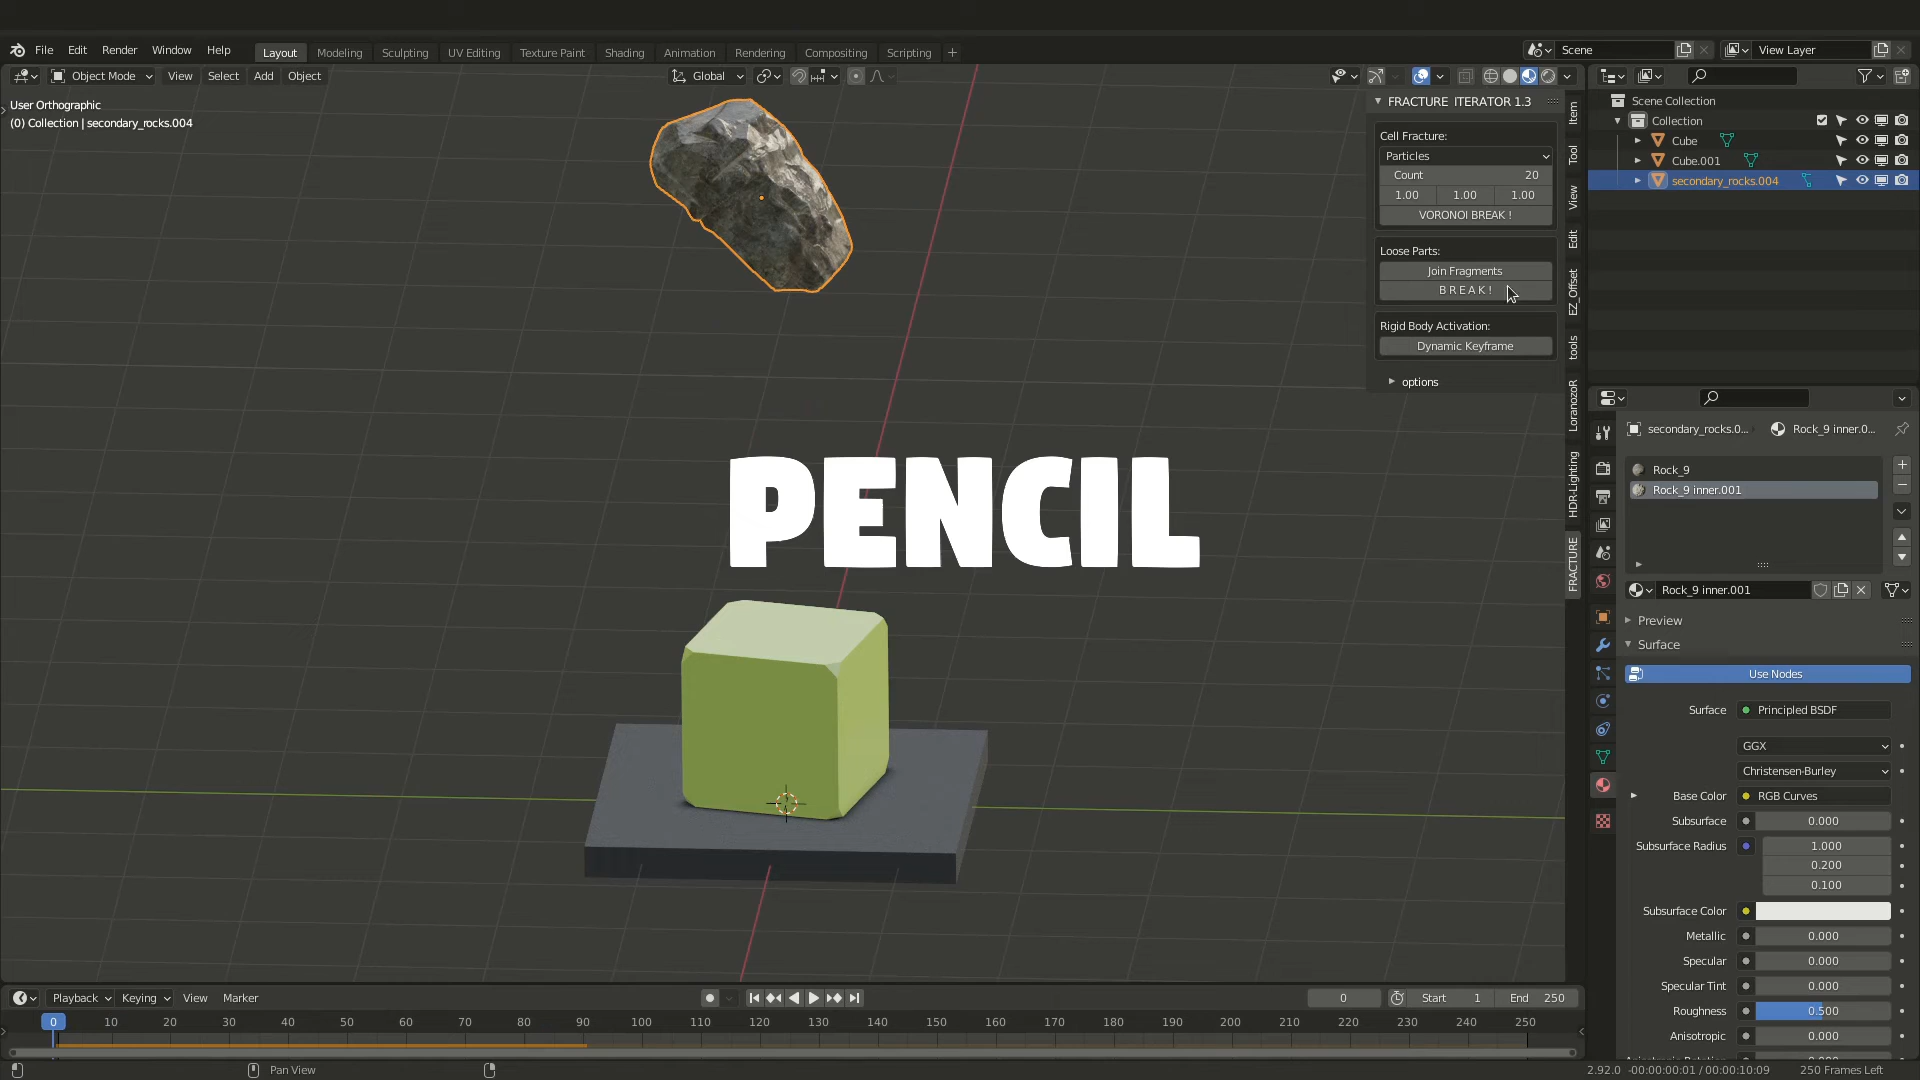 File Edit Render Window Help
Layout Modeling Sculpting UV Editing Texture Paint Shading Animation Rendering Compositing Scripting +
Scene
View Layer
Object Mode View Select Add Object
Global
User Orthographic
(0) Collection | secondary_rocks.004
FRACTURE ITERATOR 1.3
Cell Fracture:
Particles
Count 20
1.00 1.00 1.00
VORONOI BREAK !
Loose Parts:
Join Fragments
B R E A K !
Rigid Body Activation:
Dynamic Keyframe
options
Item
Tool
View
Edit
EZ_Offset
tools
LoranozoR
HDR-Lighting
FRACTURE
PENCIL
Scene Collection
Collection
Cube
Cube.001
secondary_rocks.004
secondary_rocks.0... Rock_9 inner.0...
Rock_9
Rock_9 inner.001
Rock_9 inner.001
Preview
Surface
Use Nodes
Surface Principled BSDF
GGX
Christensen-Burley
Base Color RGB Curves
Subsurface 0.000
Subsurface Radius 1.000
0.200
0.100
Subsurface Color
Metallic 0.000
Specular 0.000
Specular Tint 0.000
Roughness 0.500
Anisotropic 0.000
Playback Keying View Marker
0 Start 1 End 250
0 10 20 30 40 50 60 70 80 90 100 110 120 130 140 150 160 170 180 190 200 210 220 230 240 250
Pan View
2.92.0 -00:00:00:01 / 00:00:10:09 250 Frames Left